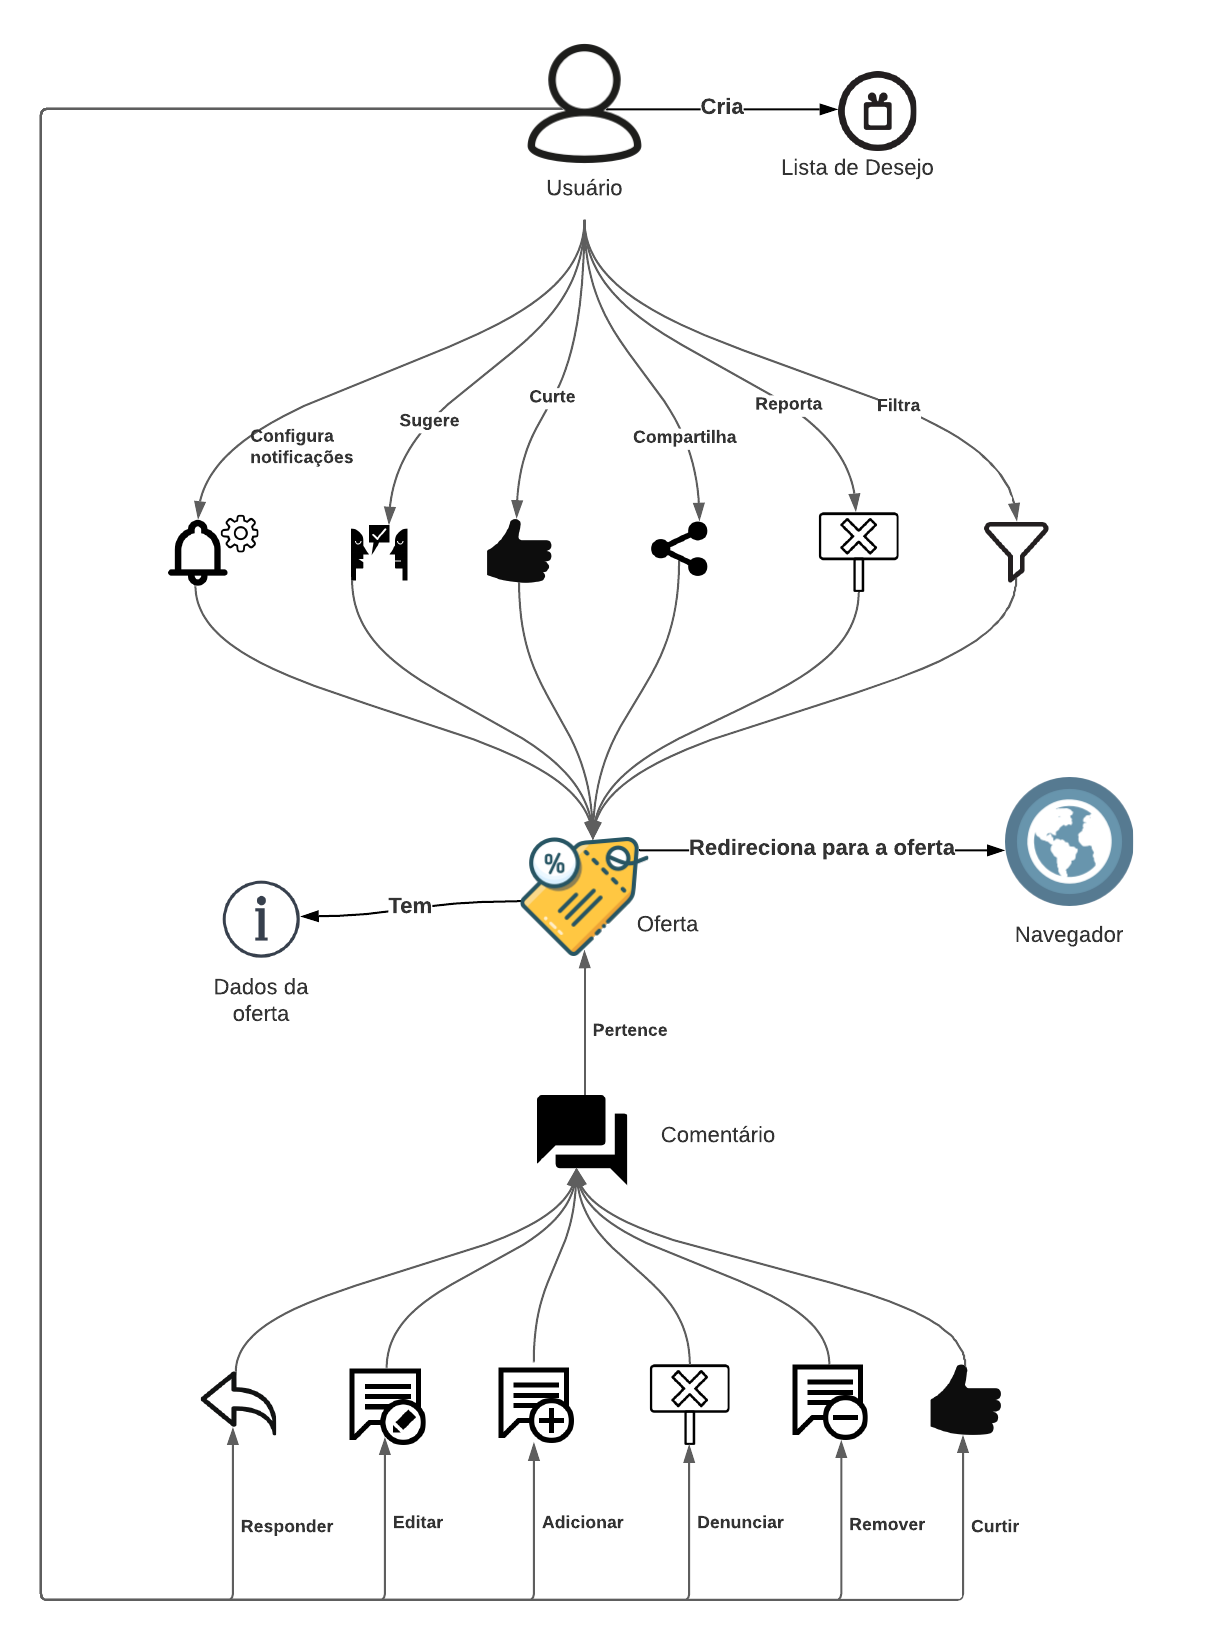 Cria
Lista de Desejo
Usuário
Configura
notificações
Sugere
Curte
Compartilha
Reporta
Filtra
%
Redireciona para a oferta
Tem
i
Oferta
Navegador
Dados da
oferta
Pertence
Comentário
Responder
Editar
Adicionar
Denunciar
Remover
Curtir